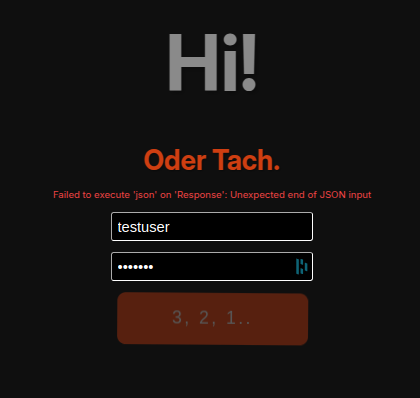 Hi!
Oder Tach.
Failed to execute 'json' on 'Response': Unexpected end of JSON input
testuser
•••••••
3, 2, 1..